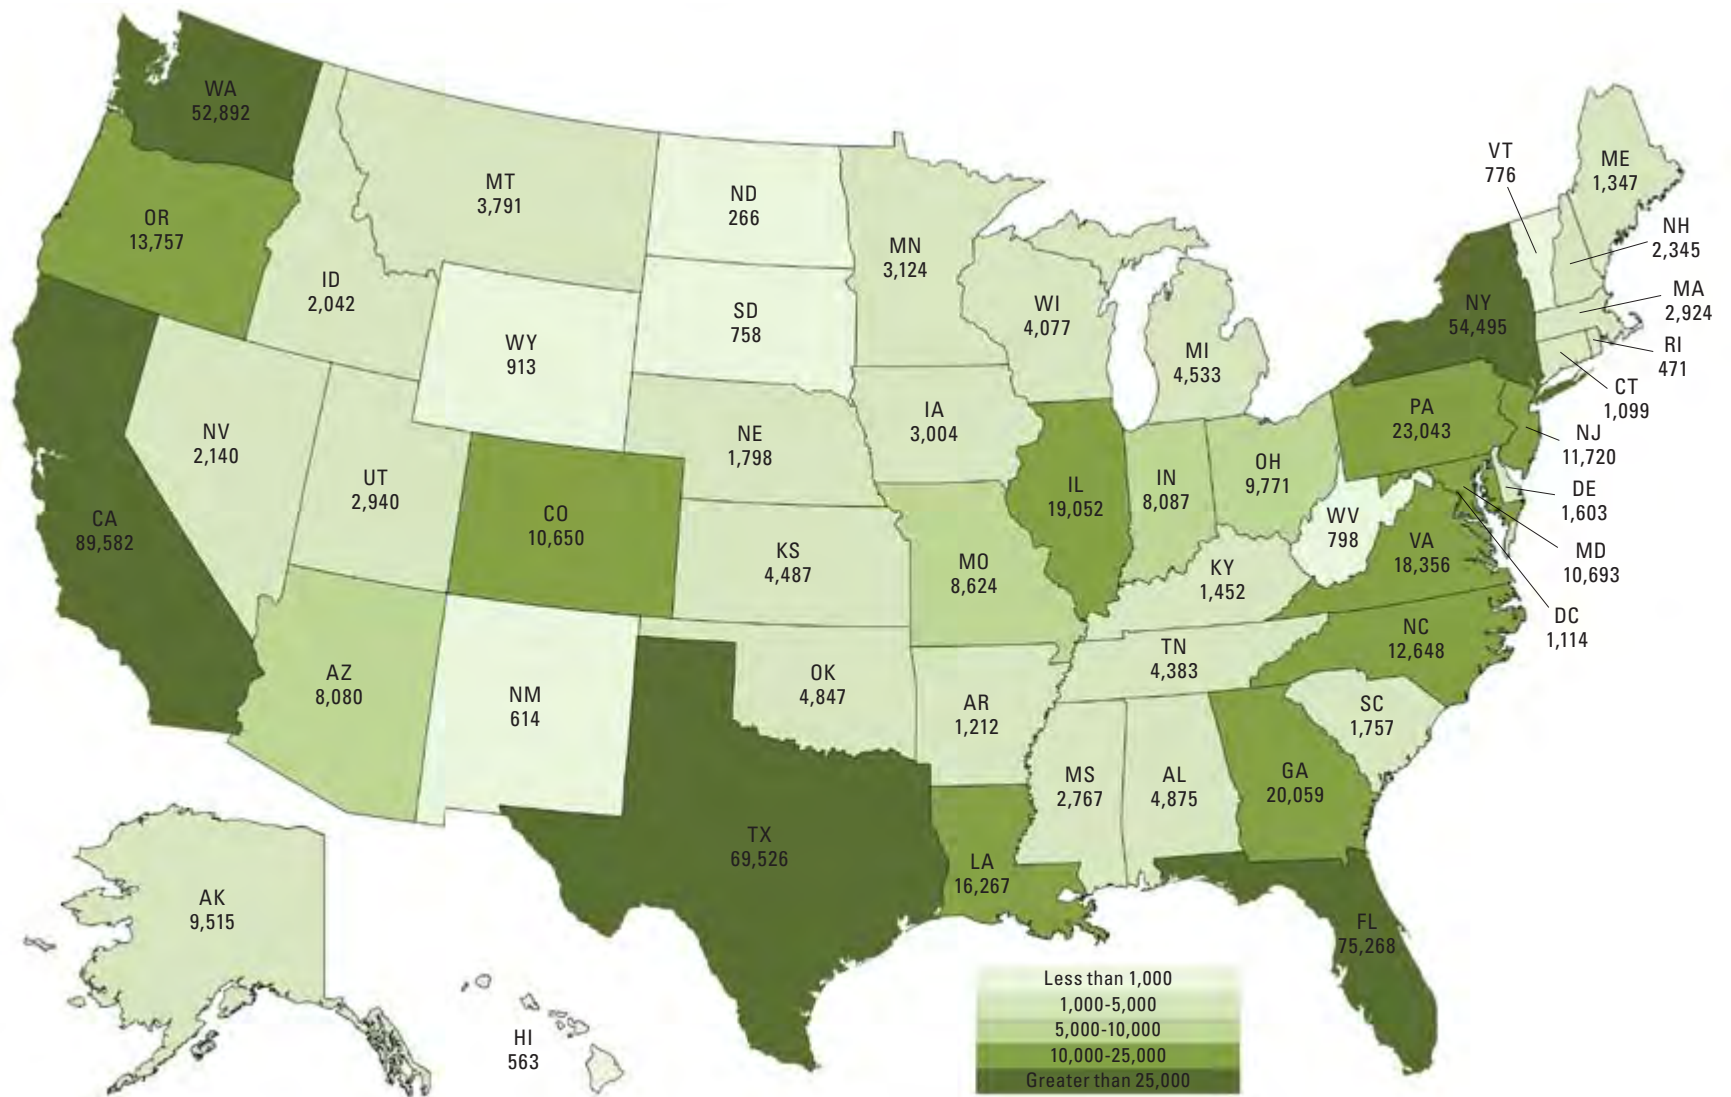 WA
52,892
OR
13,757
CA
89,582
NV
2,140
ID
2,042
MT
3,791
WY
913
UT
2,940
CO
10,650
AZ
8,080
NM
614
ND
266
SD
758
NE
1,798
KS
4,487
OK
4,847
TX
69,526
MN
3,124
IA
3,004
MO
8,624
AR
1,212
LA
16,267
WI
4,077
IL
19,052
MI
4,533
IN
8,087
OH
9,771
KY
1,452
TN
4,383
MS
2,767
AL
4,875
GA
20,059
FL
75,268
SC
1,757
NC
12,648
VA
18,356
WV
798
PA
23,043
NY
54,495
VT
776
ME
1,347
NH
2,345
MA
2,924
RI
471
CT
1,099
NJ
11,720
DE
1,603
MD
10,693
DC
1,114
AK
9,515
HI
563
Less than 1,000
1,000-5,000
5,000-10,000
10,000-25,000
Greater than 25,000